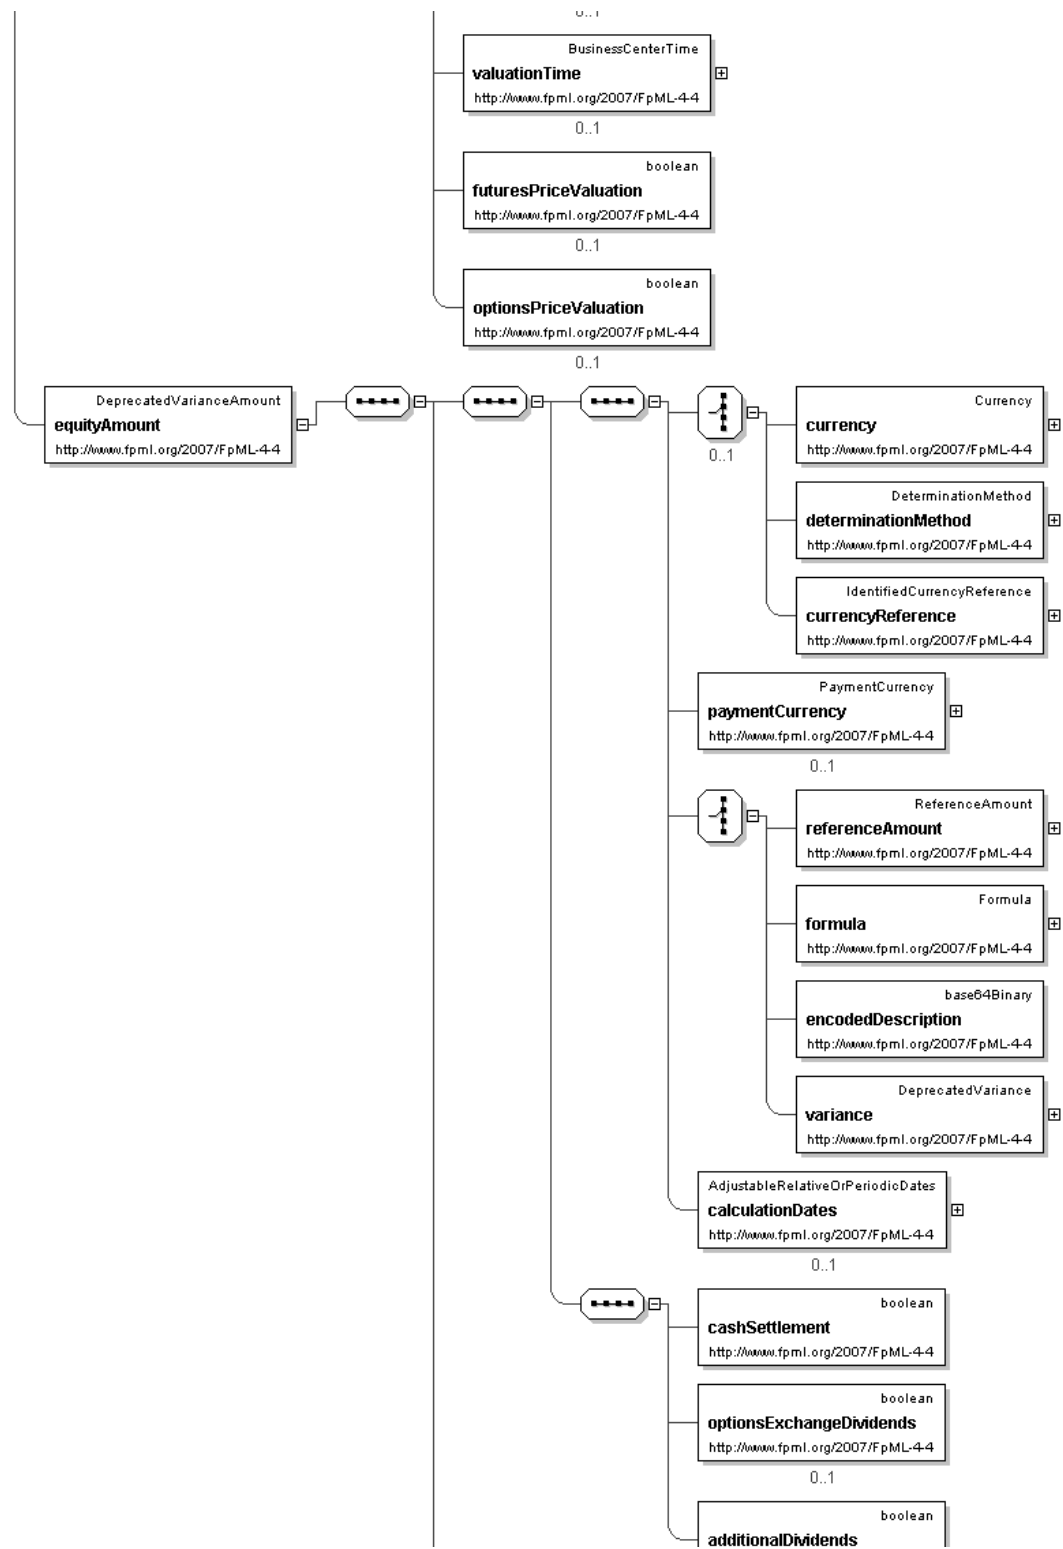 0..1
BusinessCenterTime
valuationTime
http://www.fpml.org/2007/FpML-4-4
0..1
boolean
futuresPriceValuation
http://www.fpml.org/2007/FpML-4-4
0..1
boolean
optionsPriceValuation
http://www.fpml.org/2007/FpML-4-4
0..1
DeprecatedVarianceAmount
equityAmount
http://www.fpml.org/2007/FpML-4-4
0..1
Currency
currency
http://www.fpml.org/2007/FpML-4-4
DeterminationMethod
determinationMethod
http://www.fpml.org/2007/FpML-4-4
IdentifiedCurrencyReference
currencyReference
http://www.fpml.org/2007/FpML-4-4
PaymentCurrency
paymentCurrency
http://www.fpml.org/2007/FpML-4-4
0..1
ReferenceAmount
referenceAmount
http://www.fpml.org/2007/FpML-4-4
Formula
formula
http://www.fpml.org/2007/FpML-4-4
base64Binary
encodedDescription
http://www.fpml.org/2007/FpML-4-4
DeprecatedVariance
variance
http://www.fpml.org/2007/FpML-4-4
AdjustableRelativeOrPeriodicDates
calculationDates
http://www.fpml.org/2007/FpML-4-4
0..1
boolean
cashSettlement
http://www.fpml.org/2007/FpML-4-4
boolean
optionsExchangeDividends
http://www.fpml.org/2007/FpML-4-4
0..1
boolean
additionalDividends